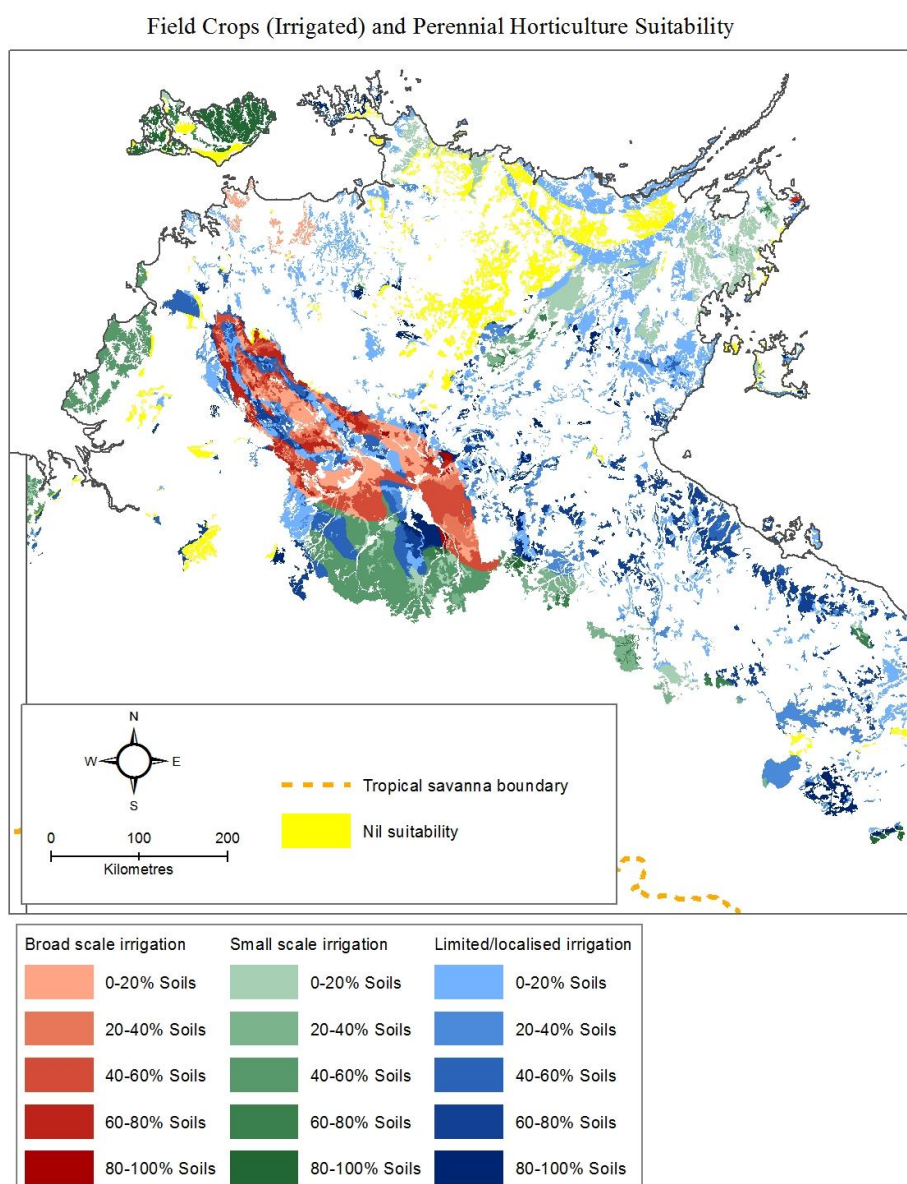 Field Crops (Irrigated) and Perennial Horticulture Suitability
N
W E
S
0 100 200
Kilometres
Tropical savanna boundary
Nil suitability
Broad scale irrigation
0-20% Soils
20-40% Soils
40-60% Soils
60-80% Soils
80-100% Soils
Small scale irrigation
0-20% Soils
20-40% Soils
40-60% Soils
60-80% Soils
80-100% Soils
Limited/localised irrigation
0-20% Soils
20-40% Soils
40-60% Soils
60-80% Soils
80-100% Soils